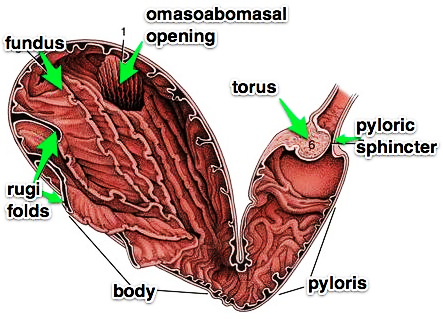 omasoabomasal
opening
1
fundus
torus
6
pyloric
sphincter
rugi
folds
body
pyloris